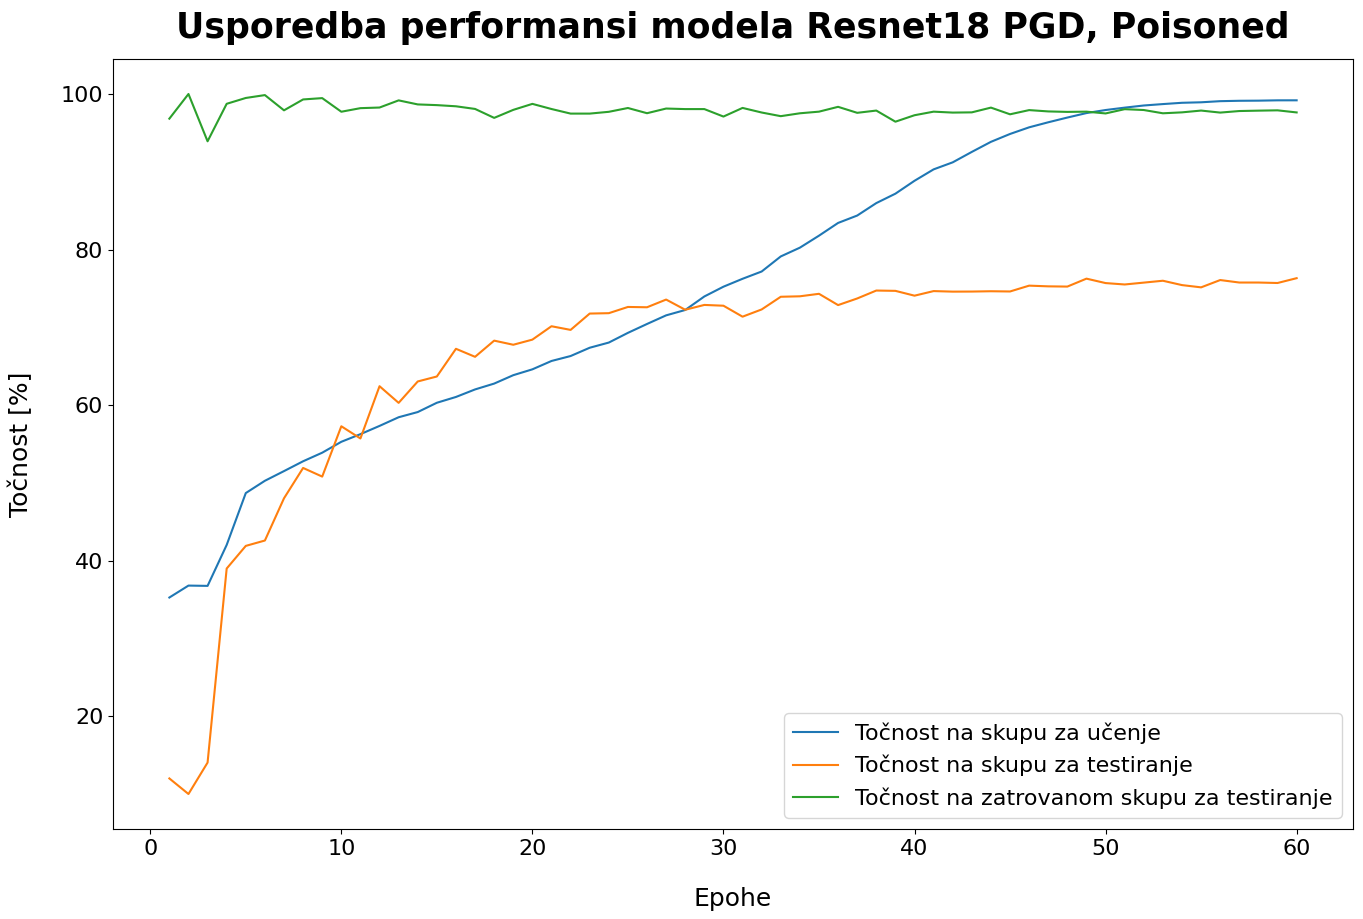 Usporedba performansi modela Resnet18 PGD, Poisoned
Točnost [%]
100
80
60
40
20
0 10 20 30 40 50 60
Epohe
Točnost na skupu za učenje
Točnost na skupu za testiranje
Točnost na zatrovanom skupu za testiranje